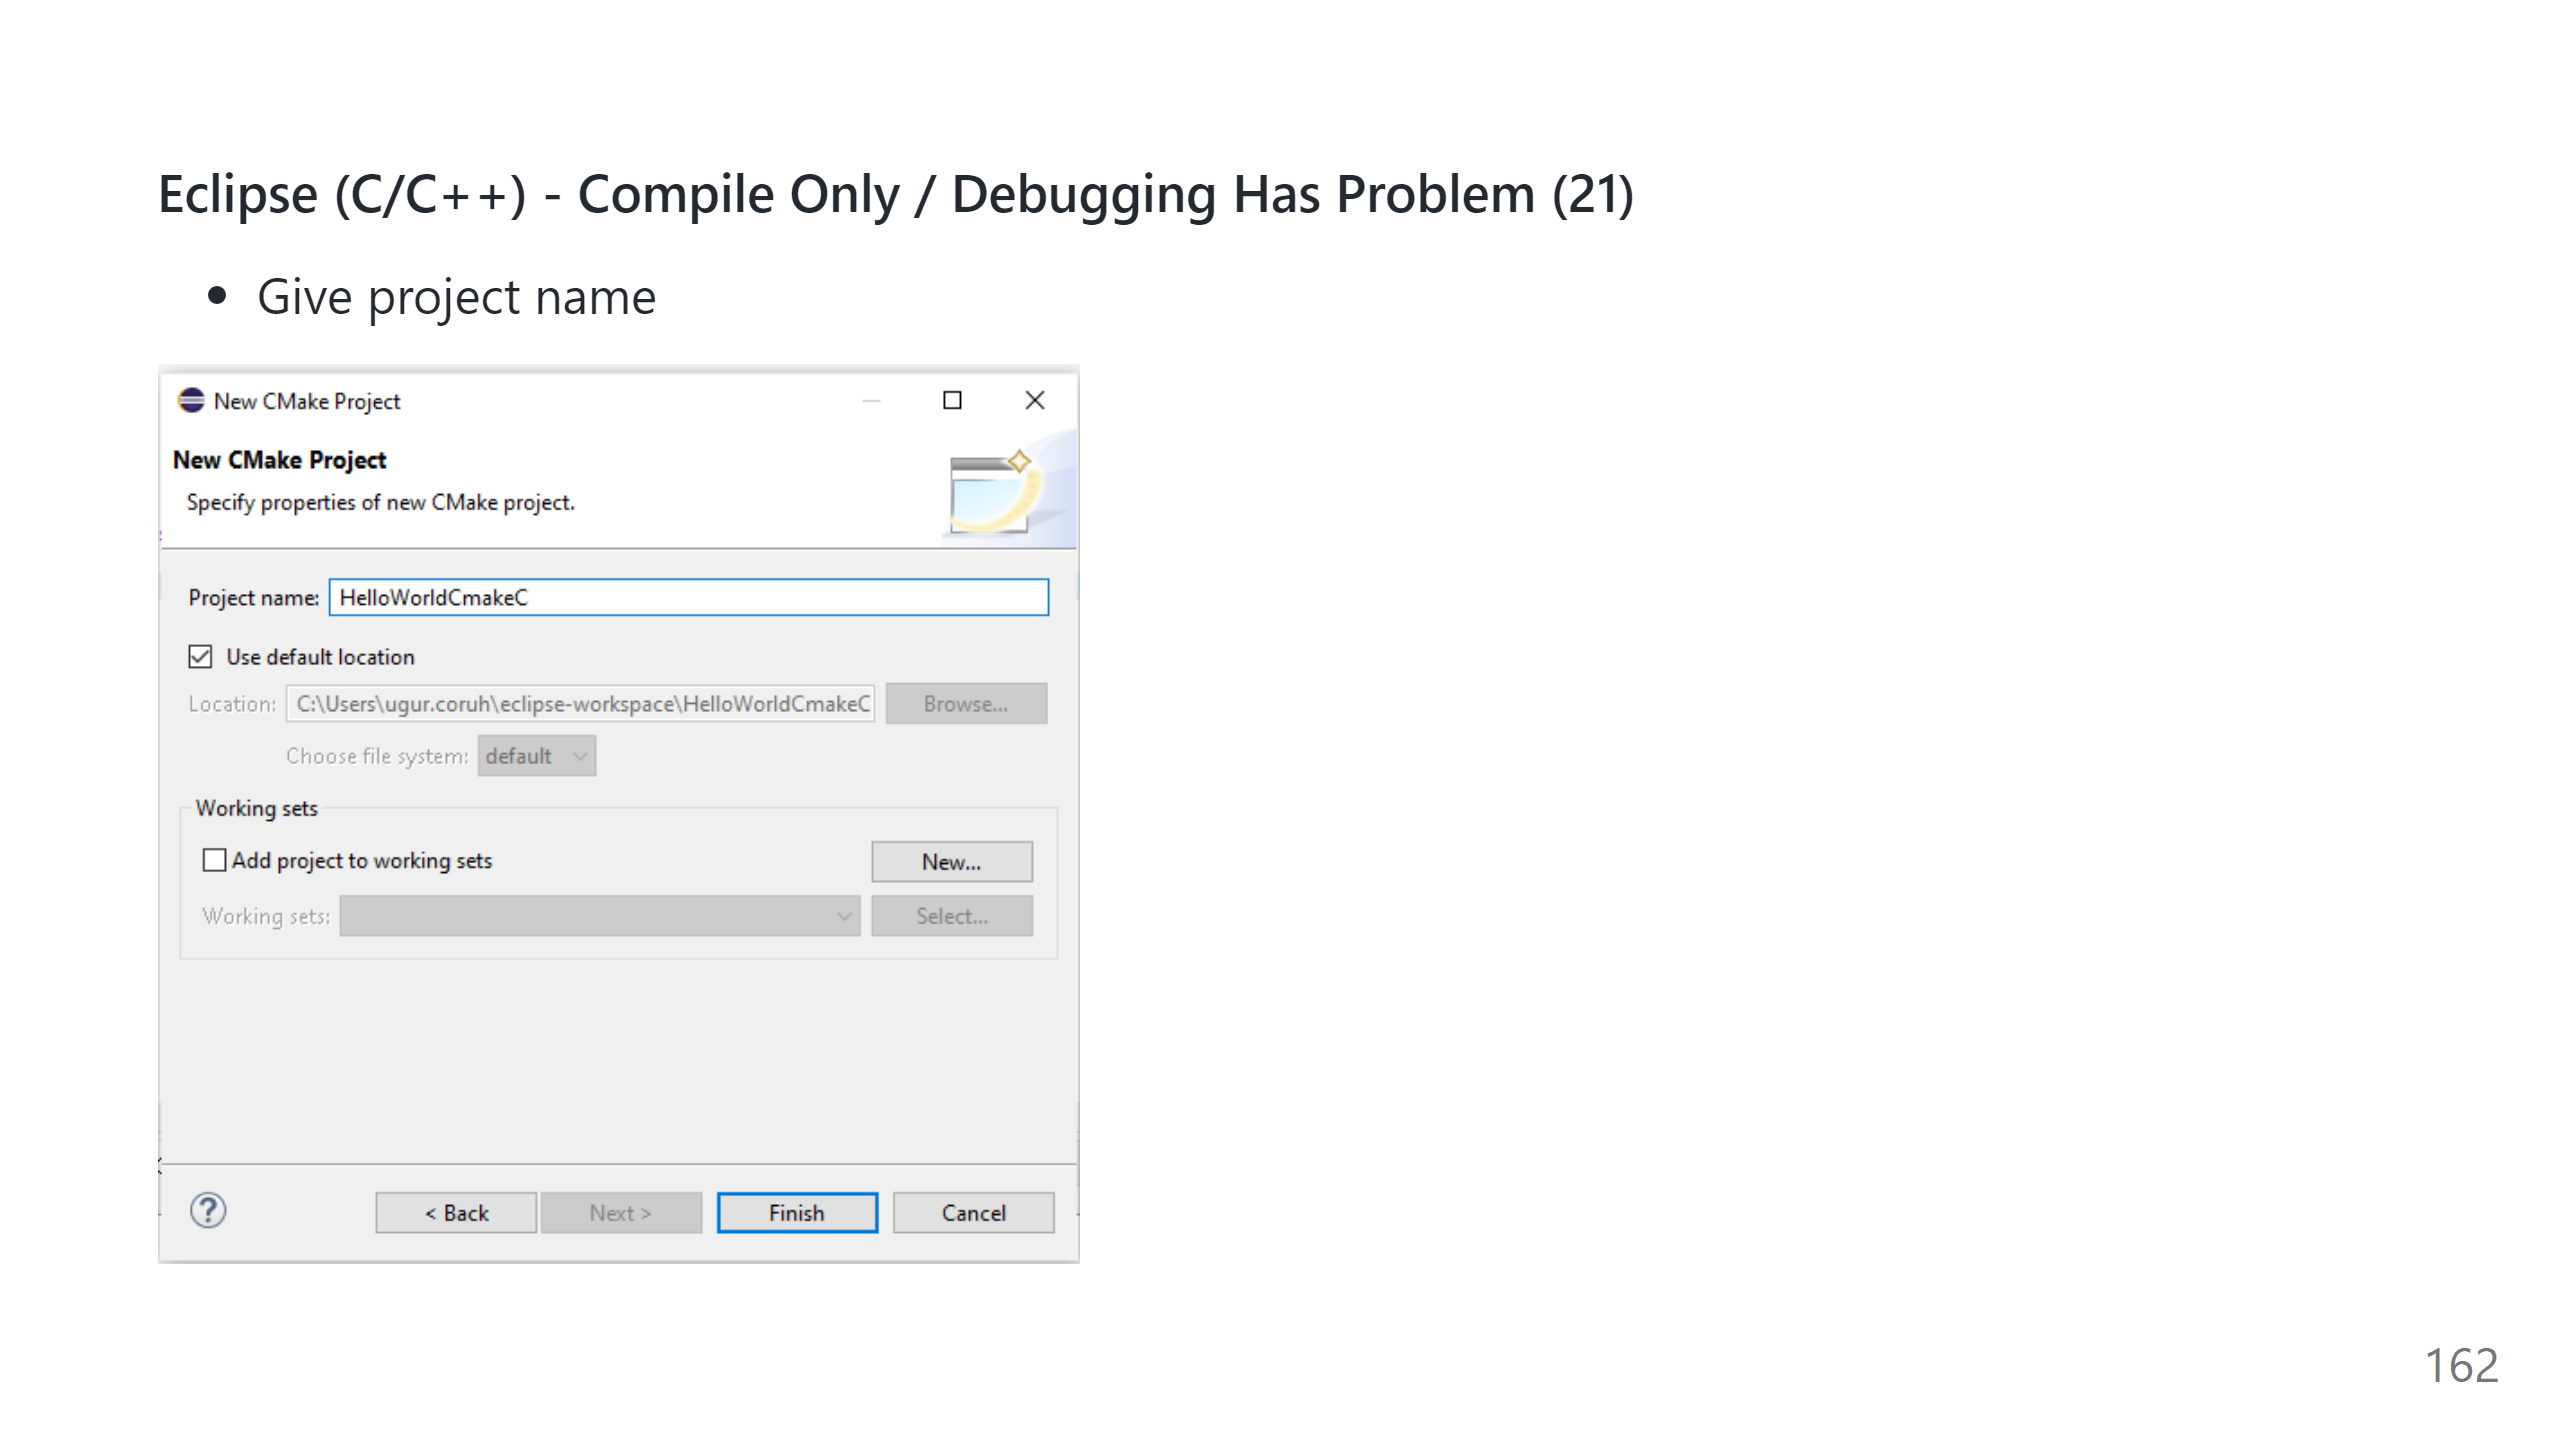 Eclipse (C/C++) - Compile Only / Debugging Has Problem (21)
• Give project name
New CMake Project
New CMake Project
Specify properties of new CMake project.
Project name: HelloWorldCmakeC
Use default location
Location: C:\Users\ugur.coruh\eclipse-workspace\HelloWorldCmakeC Browse...
Choose file system: default
Working sets
Add project to working sets New...
Working sets: Select...
? < Back Next > Finish Cancel
162